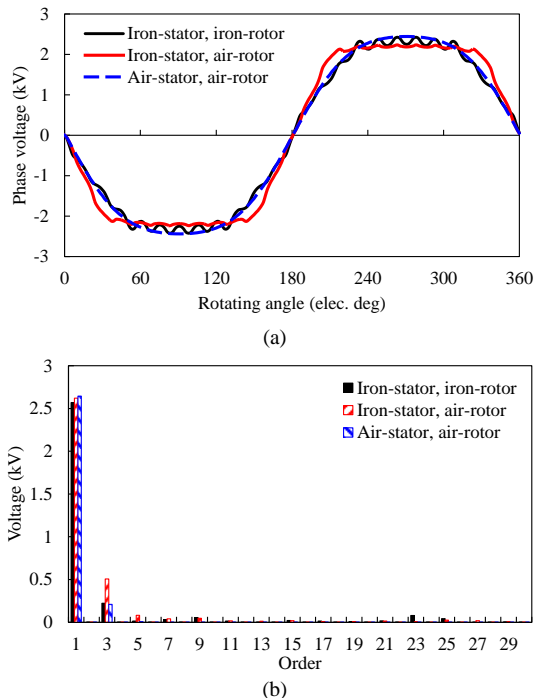 Iron-stator, iron-rotor
Iron-stator, air-rotor
Air-stator, air-rotor
Phase voltage (kV)
3
2
1
0
-1
-2
-3
0 60 120 180 240 300 360
Rotating angle (elec. deg)
(a)
Iron-stator, iron-rotor
Iron-stator, air-rotor
Air-stator, air-rotor
Voltage (kV)
3
2.5
2
1.5
1
0.5
0
1 3 5 7 9 11 13 15 17 19 21 23 25 27 29
Order
(b)